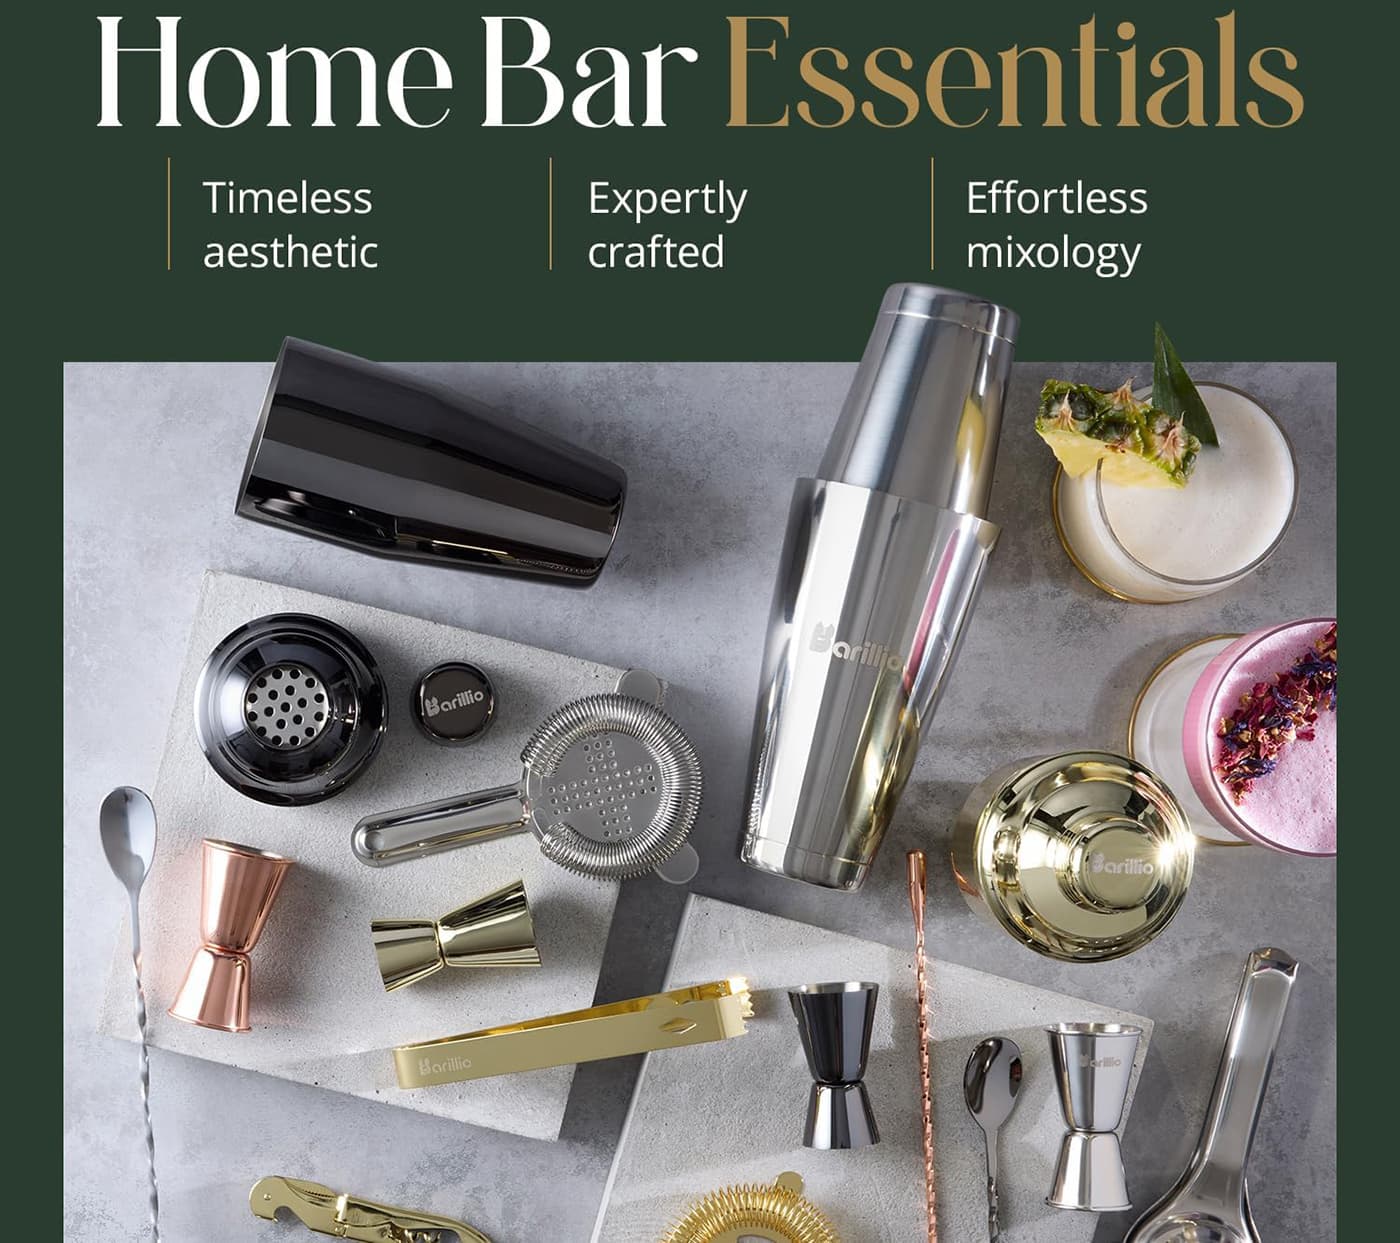 Home Bar Essentials
Timeless
aesthetic
Expertly
crafted
Effortless
mixology
Barillio
Barillio
Barillio
Barillio
Barillio